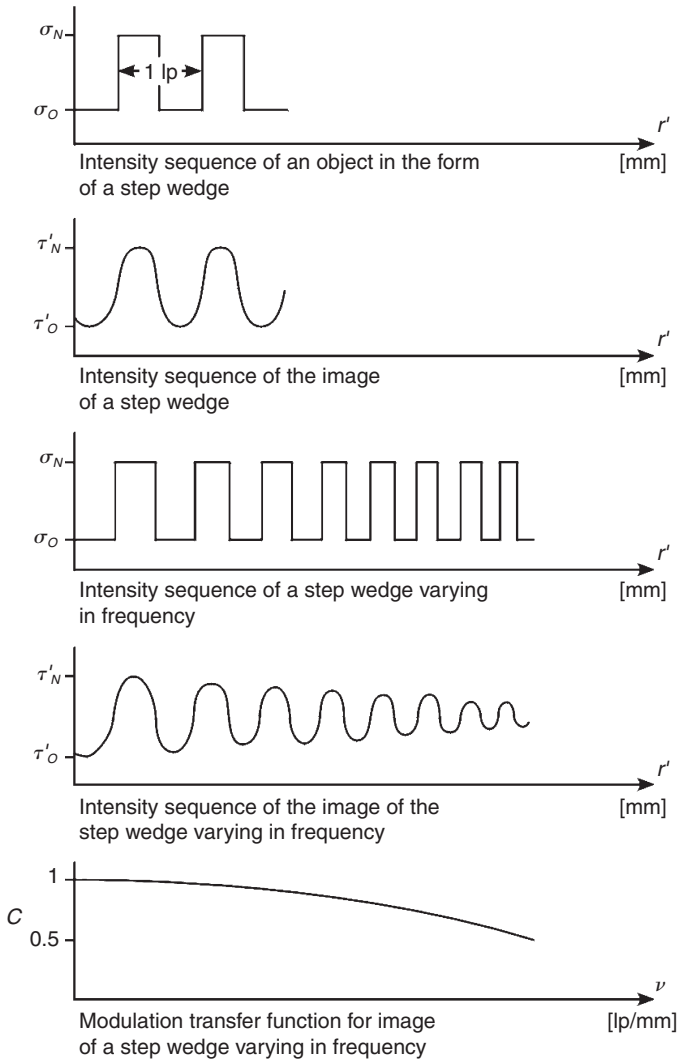 σN
1 lp
σO
r'
Intensity sequence of an object in the form [mm]
of a step wedge
τ'N
τ'O
r'
Intensity sequence of the image [mm]
of a step wedge
σN
σO
r'
Intensity sequence of a step wedge varying [mm]
in frequency
τ'N
τ'O
r'
Intensity sequence of the image of the [mm]
step wedge varying in frequency
1
C
0.5
ν
Modulation transfer function for image [lp/mm]
of a step wedge varying in frequency